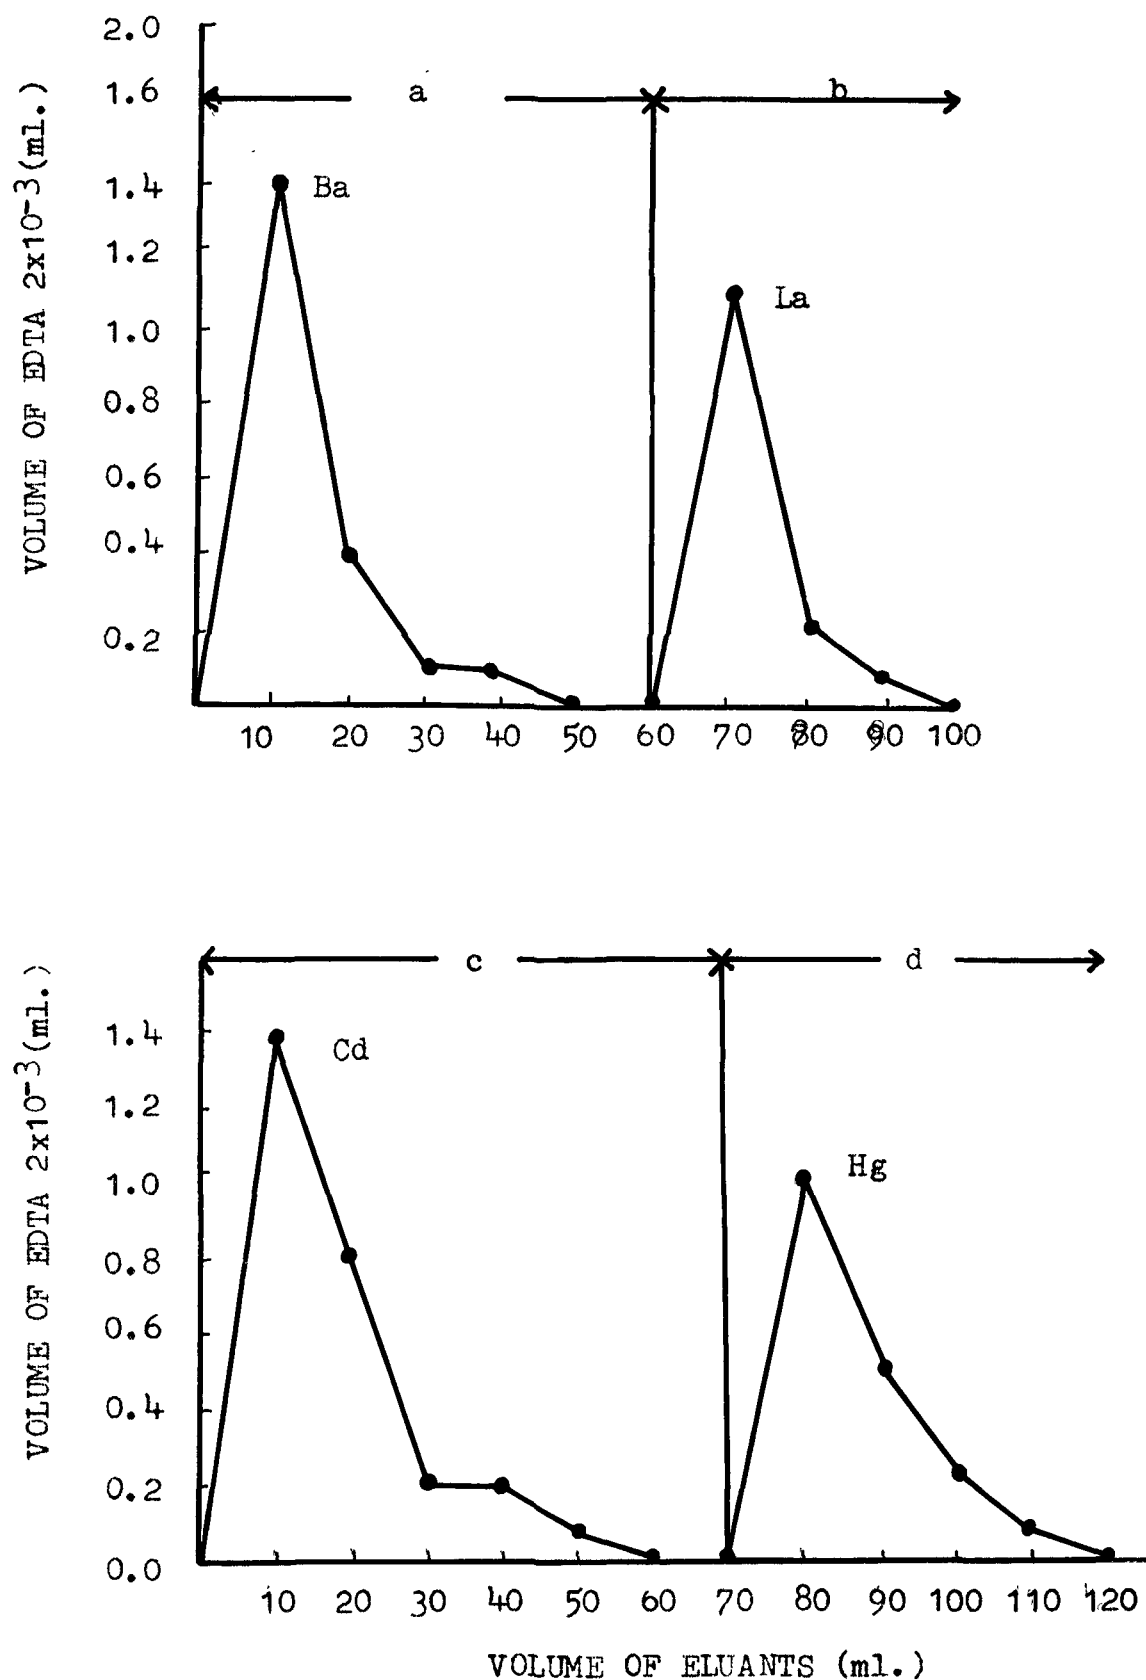 2.0
1.6
a
b
1.4
Ba
1.2
La
1.0
0.8
0.6
0.4
0.2
10 20 30 40 50 60 70 80 90 100
VOLUME OF EDTA 2x10-3(ml.)
c
d
1.4
Cd
1.2
1.0
Hg
0.8
0.6
0.4
0.2
0.0
10 20 30 40 50 60 70 80 90 100 110 120
VOLUME OF EDTA 2x10-3(ml.)
VOLUME OF ELUANTS (ml.)